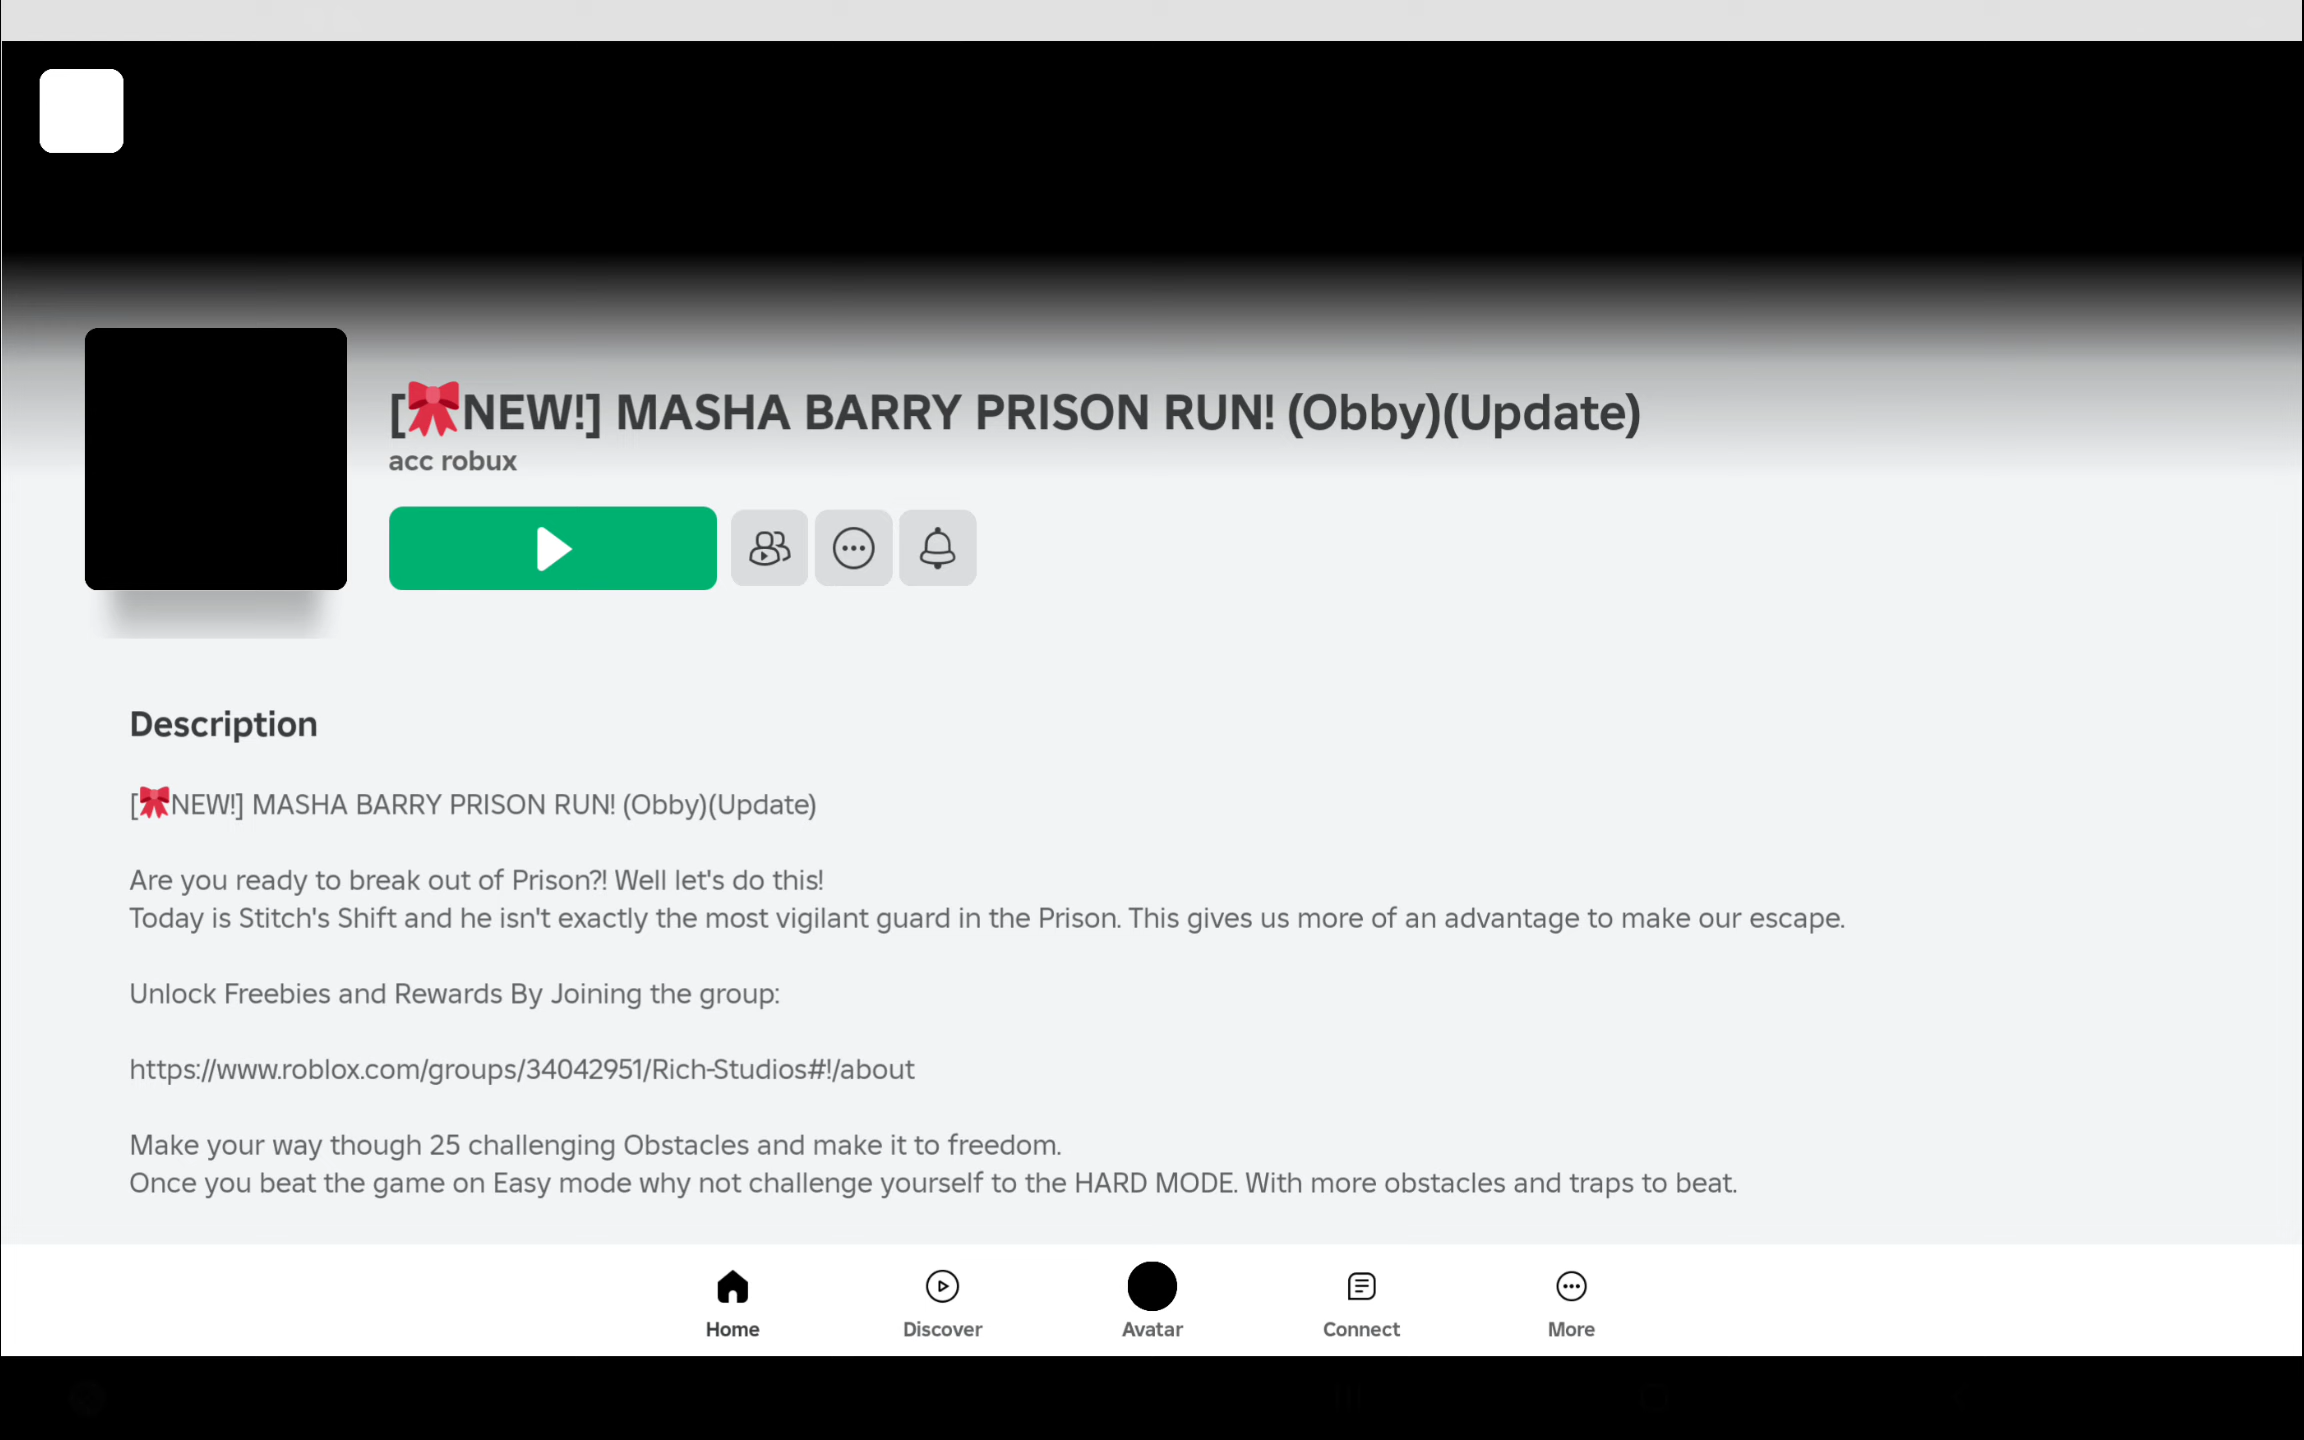 [🎀NEW!] MASHA BARRY PRISON RUN! (Obby)(Update)
acc robux
Description
[🎀NEW!] MASHA BARRY PRISON RUN! (Obby)(Update)
Are you ready to break out of Prison?! Well let's do this!
Today is Stitch's Shift and he isn't exactly the most vigilant guard in the Prison. This gives us more of an advantage to make our escape.
Unlock Freebies and Rewards By Joining the group:
https://www.roblox.com/groups/34042951/Rich-Studios#!/about
Make your way though 25 challenging Obstacles and make it to freedom.
Once you beat the game on Easy mode why not challenge yourself to the HARD MODE. With more obstacles and traps to beat.
Home
Discover
Avatar
Connect
More